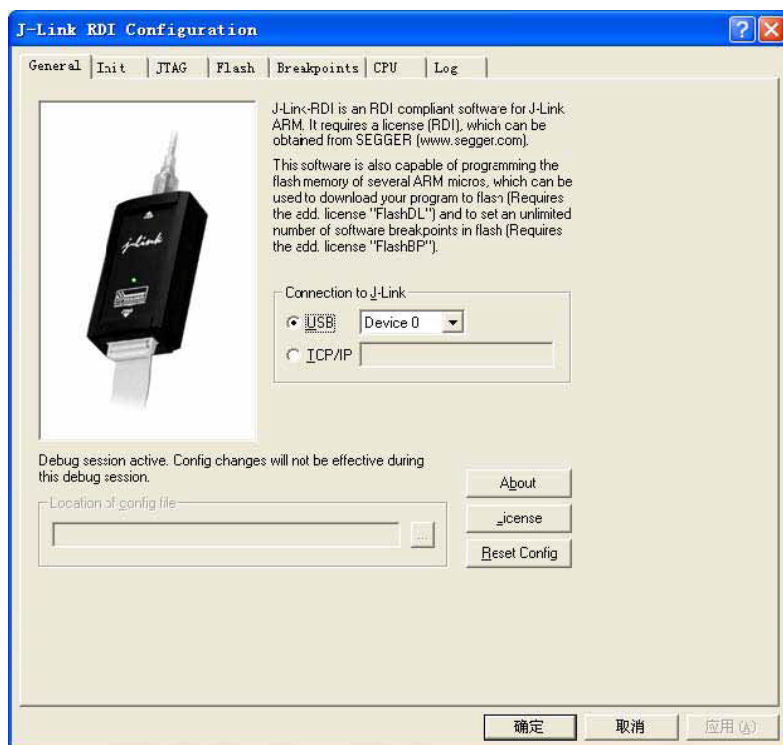 J-Link RDI Configuration
General Init JTAG Flash Breakpoints CPU Log
J-Link-RDI is an RDI compliant software for J-Link
ARM. It requires a license (RDI), which can be
obtained from SEGGER (www.segger.com).
This software is also capable of programming the
flash memory of several ARM micros, which can be
used to download your program to flash (Requires
the add. license "FlashDL") and to set an unlimited
number of software breakpoints in flash (Requires
the add. license "FlashBP").
J-Link
Connection to J-Link
USB Device 0
TCP/IP
Debug session active. Config changes will not be effective during
this debug session.
Location of config file
...
About
License
Reset Config
确定 取消 应用(A)